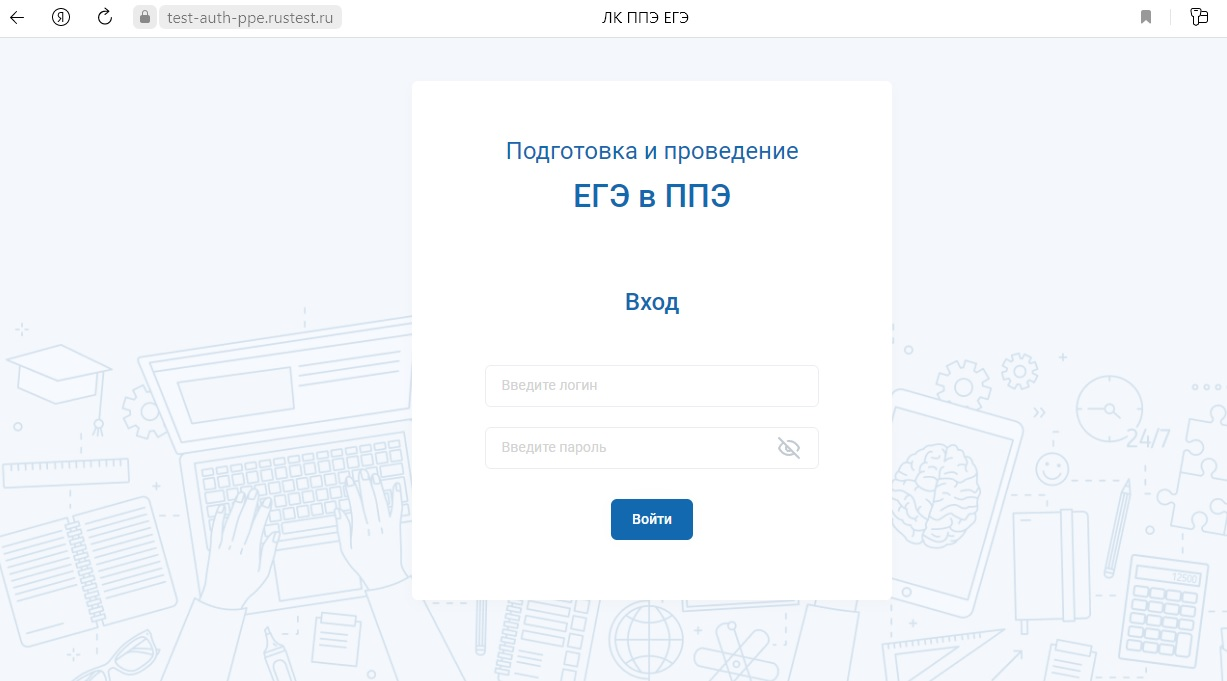 Я
test-auth-ppe.rustest.ru
ЛК ППЭ ЕГЭ
Подготовка и проведение
ЕГЭ в ППЭ
Вход
Введите логин
Введите пароль
Войти
24/7
12500